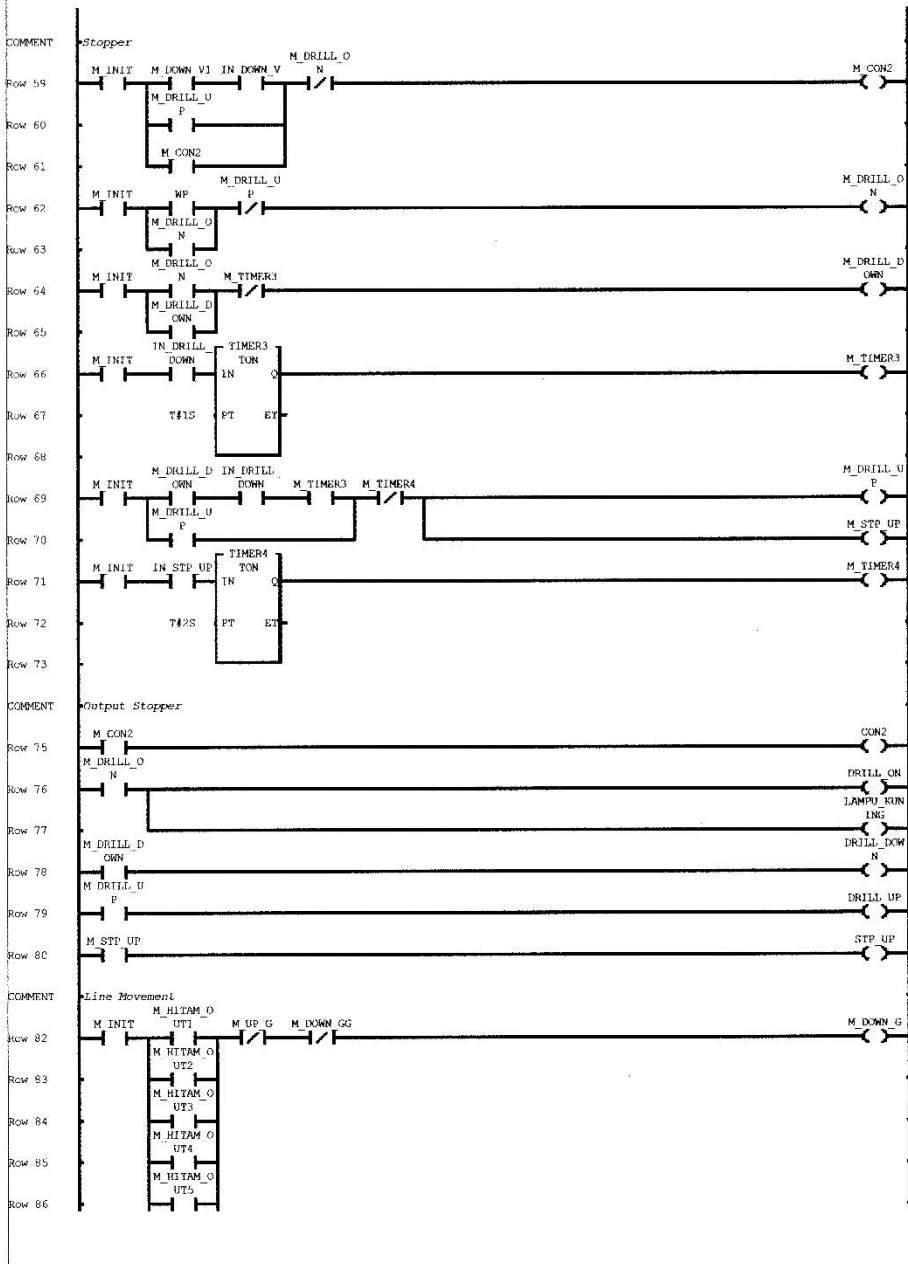 COMMENT Stopper
M_DRILL_O
M_INIT M_DOWN_V1 IN_DOWN_V N M_CON2
Row 59
M_DRILL_U
P
Row 60
M_CON2
Row 61
M_DRILL_U M_DRILL_O
M_INIT WP P N
Row 62
M_DRILL_O
N
Row 63
M_DRILL_O M_DRILL_D
M_INIT N M_TIMER3 OWN
Row 64
M_DRILL_D
OWN
Row 65
IN_DRILL_ TIMER3
M_INIT DOWN TON M_TIMER3
Row 66 IN Q
Row 67 T#1S PT ET
Row 68
M_DRILL_D IN_DRILL_ M_DRILL_U
M_INIT OWN DOWN M_TIMER3 M_TIMER4 P
Row 69
M_DRILL_U
P M_STP_UP
Row 70
TIMER4
M_INIT IN_STP_UP TON M_TIMER4
Row 71 IN Q
Row 72 T#2S PT ET
Row 73
COMMENT Output Stopper
M_CON2 CON2
Row 75
M_DRILL_O
N DRILL_ON
Row 76
LAMPU_KUN
ING
Row 77
M_DRILL_D DRILL_DOW
OWN N
Row 78
M_DRILL_U
P DRILL_UP
Row 79
M_STP_UP STP_UP
Row 80
COMMENT Line Movement
M_HITAM_O
M_INIT UT1 M_UP_G M_DOWN_GG M_DOWN_G
Row 82
M_HITAM_O
UT2
Row 83
M_HITAM_O
UT3
Row 84
M_HITAM_O
UT4
Row 85
M_HITAM_O
UT5
Row 86